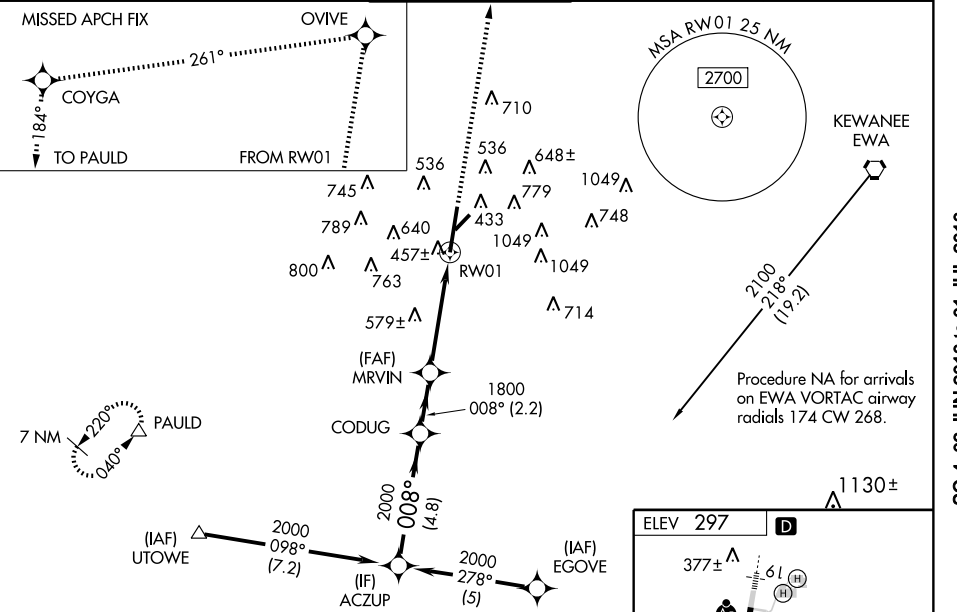 MISSED APCH FIX
OVIVE
261°
COYGA
184°
TO PAULD
FROM RW01
MSA RW01 25 NM
2700
KEWANEE
EWA
710
536
536
648±
745
779
1049
789
640
433
748
457±
1049
RW01
800
763
1049
579±
714
2100
218°
(19.2)
(FAF)
MRVIN
1800
008° (2.2)
CODUG
Procedure NA for arrivals
on EWA VORTAC airway
radials 174 CW 268.
7 NM
220°
040°
PAULD
2000
008°
(4.8)
1130±
(IAF)
UTOWE
2000
098°
(7.2)
(IF)
ACZUP
2000
278°
(5)
(IAF)
EGOVE
ELEV 297
D
377±
19
H
H